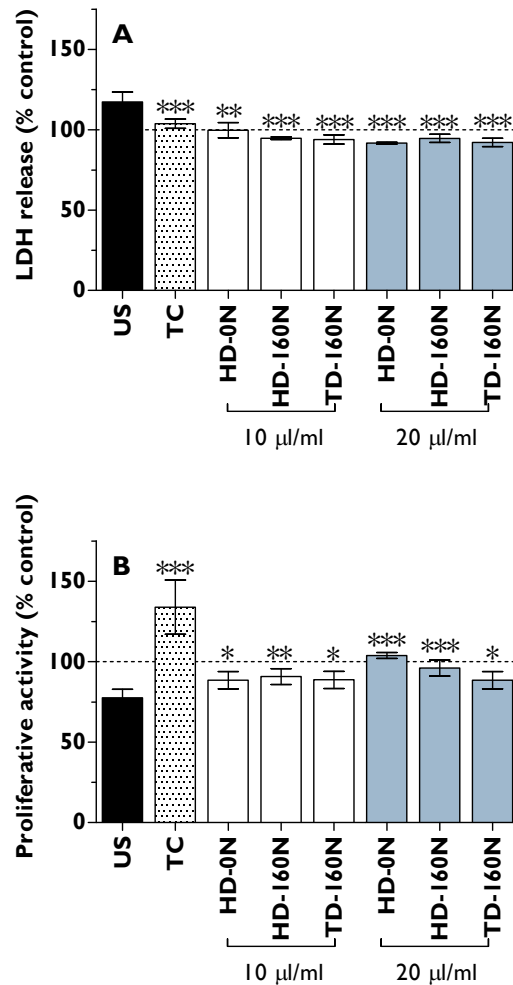 A
LDH release (% control)
150
100
50
0
***
**
***
***
***
***
***
US
TC
HD-0N
HD-160N
TD-160N
HD-0N
HD-160N
TD-160N
10 µl/ml
20 µl/ml
B
Proliferative activity (% control)
150
100
50
0
***
*
**
*
***
***
*
US
TC
HD-0N
HD-160N
TD-160N
HD-0N
HD-160N
TD-160N
10 µl/ml
20 µl/ml